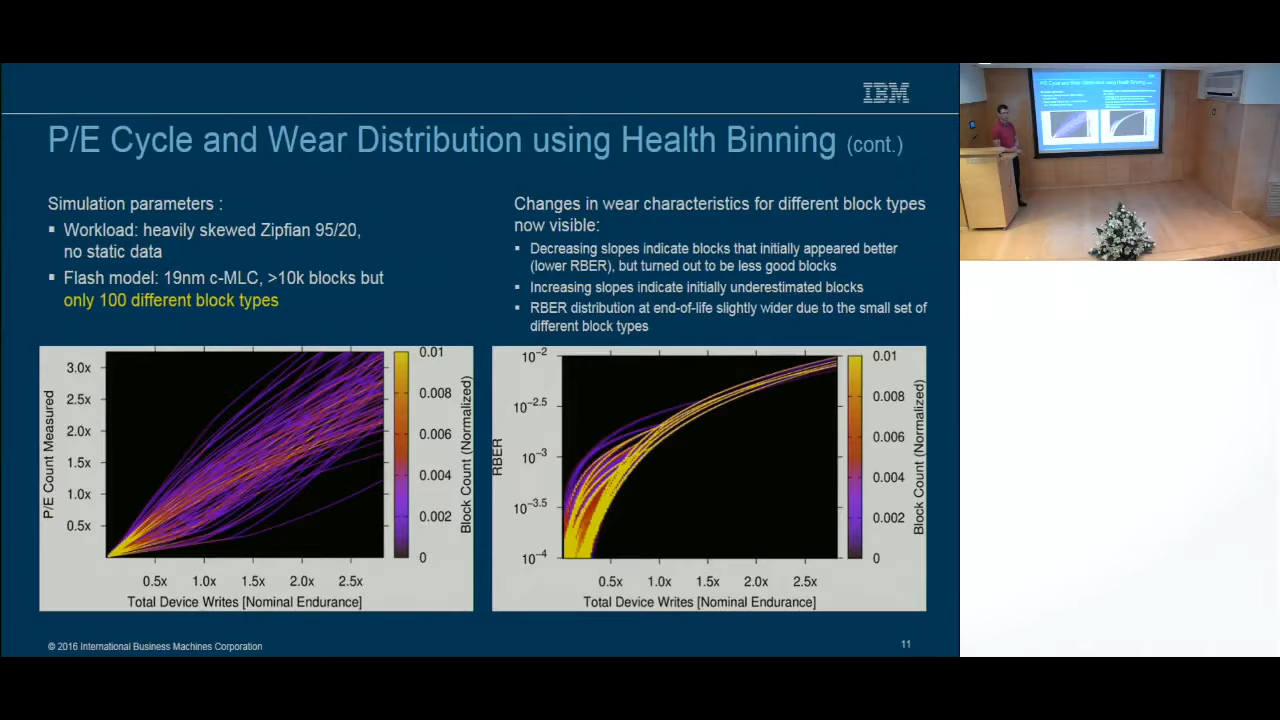 IBM
P/E Cycle and Wear Distribution using Health Binning (cont.)
Simulation parameters :
▪ Workload: heavily skewed Zipfian 95/20,
no static data
▪ Flash model: 19nm c-MLC, >10k blocks but
only 100 different block types
Changes in wear characteristics for different block types
now visible:
▪ Decreasing slopes indicate blocks that initially appeared better
(lower RBER), but turned out to be less good blocks
▪ Increasing slopes indicate initially underestimated blocks
▪ RBER distribution at end-of-life slightly wider due to the small set of
different block types
P/E Count Measured
3.0x
2.5x
2.0x
1.5x
1.0x
0.5x
0.5x 1.0x 1.5x 2.0x 2.5x
Total Device Writes [Nominal Endurance]
0.01
0.008
0.006
0.004
0.002
0
Block Count (Normalized)
RBER
10^-2
10^-2.5
10^-3
10^-3.5
10^-4
0.5x 1.0x 1.5x 2.0x 2.5x
Total Device Writes [Nominal Endurance]
0.01
0.008
0.006
0.004
0.002
0
Block Count (Normalized)
© 2016 International Business Machines Corporation
11
P/E Cycle and Wear Distribution using Health Binning